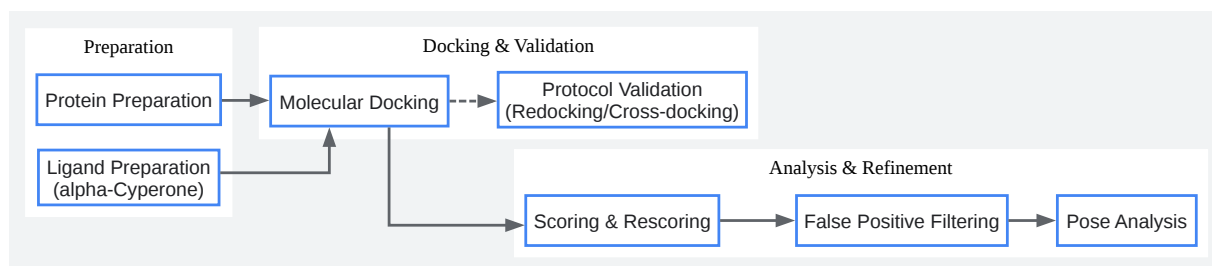 Preparation
Protein Preparation
Ligand Preparation
(alpha-Cyperone)
Docking & Validation
Molecular Docking
Protocol Validation
(Redocking/Cross-docking)
Analysis & Refinement
Scoring & Rescoring
False Positive Filtering
Pose Analysis